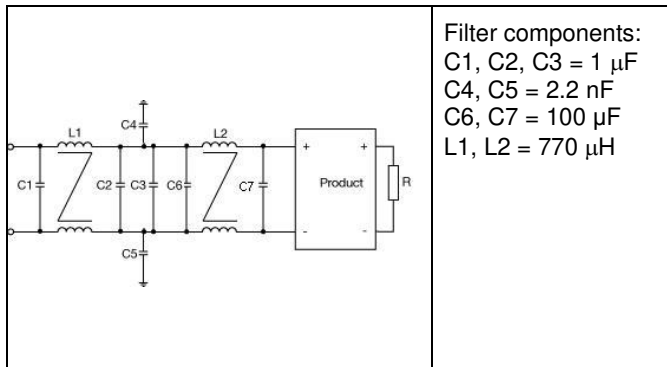 Filter components:
C1, C2, C3 = 1 μF
C4, C5 = 2.2 nF
C6, C7 = 100 µF
L1, L2 = 770 μH
C4
L1
L2
+
+
C1
C2
C3
C6
C7
Product
R
-
-
C5